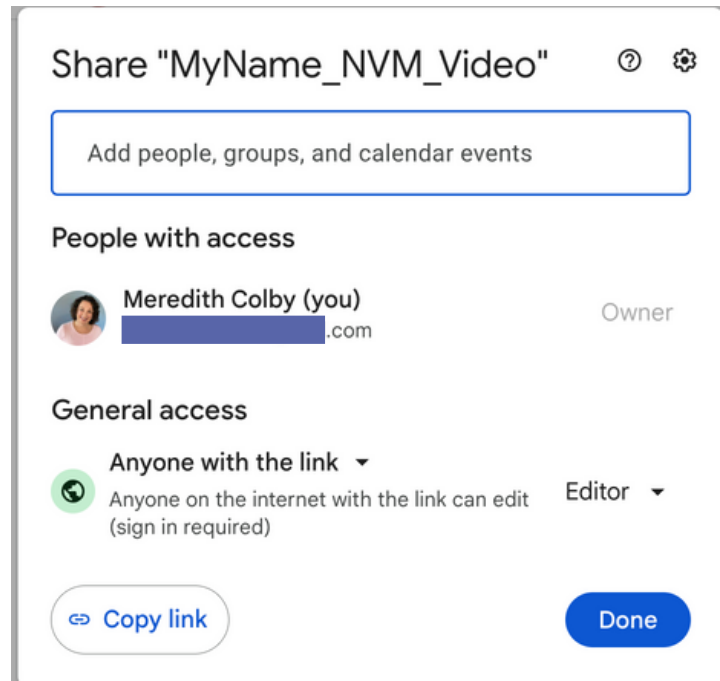 Share "MyName_NVM_Video"
Add people, groups, and calendar events
People with access
Meredith Colby (you)
.com
Owner
General access
Anyone with the link
Anyone on the internet with the link can edit
(sign in required)
Editor
Copy link
Done